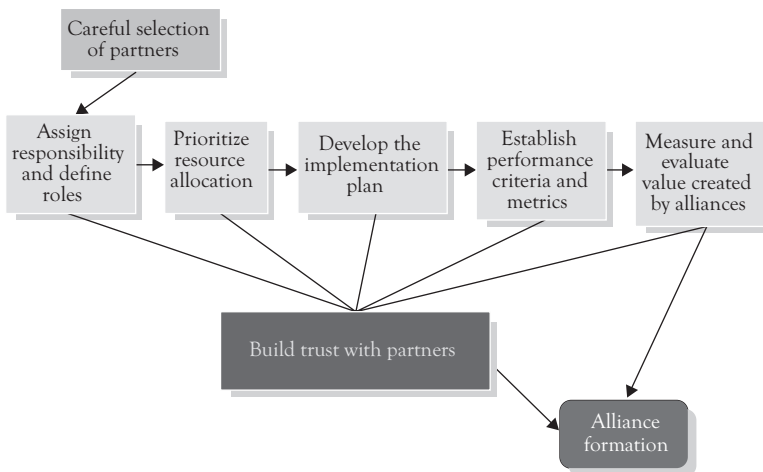 Careful selection
of partners
Assign
responsibility
and define
roles
Prioritize
resource
allocation
Develop the
implementation
plan
Establish
performance
criteria and
metrics
Measure and
evaluate
value created
by alliances
Build trust with partners
Alliance
formation